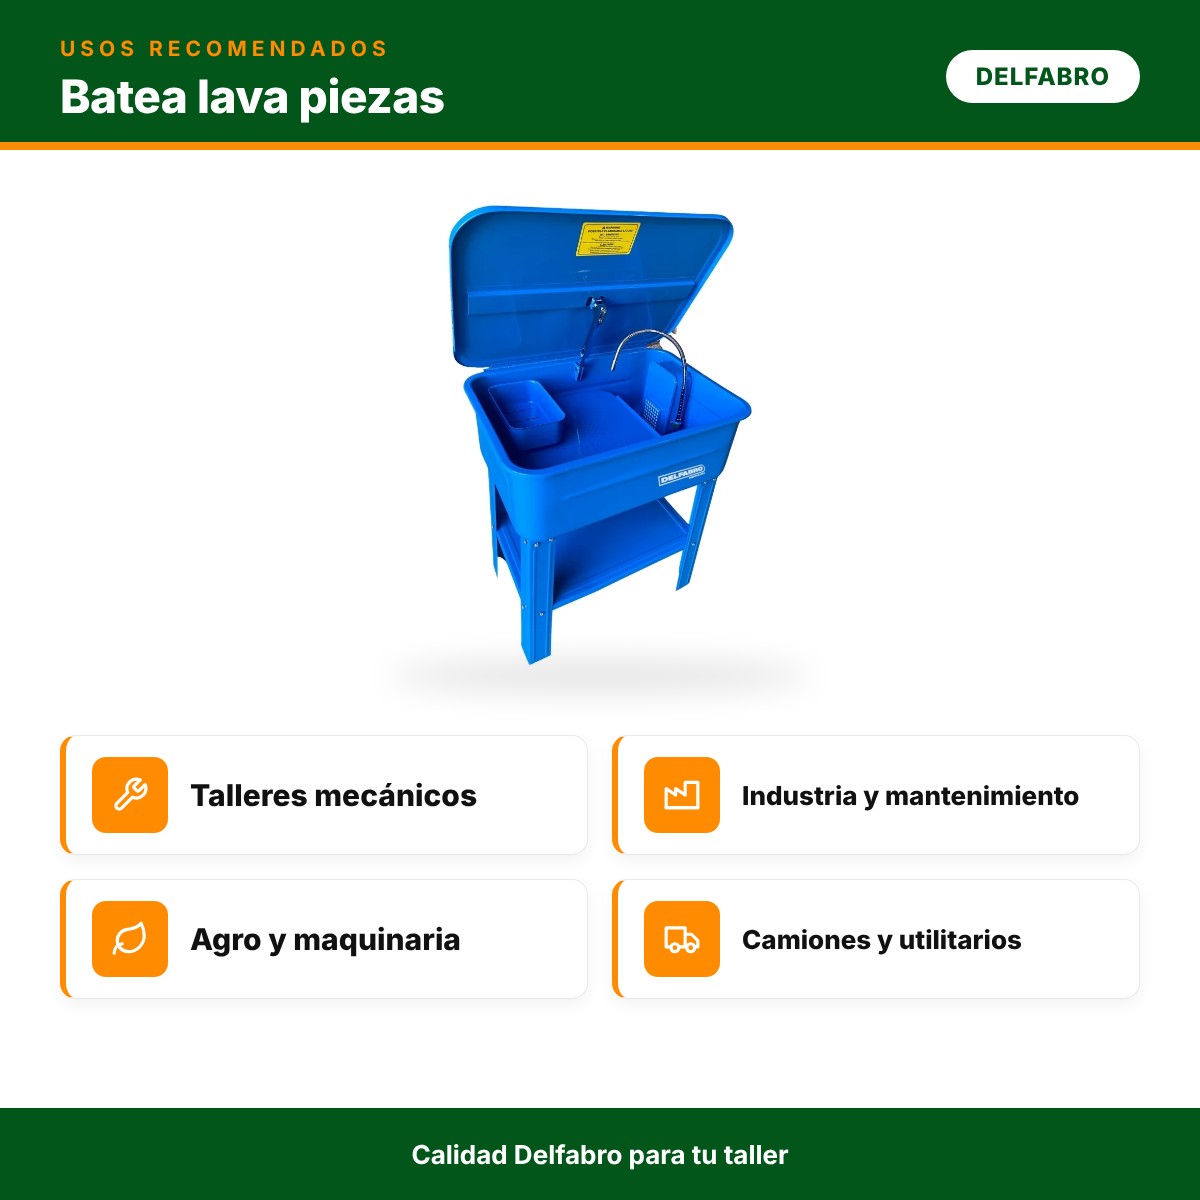 USOS RECOMENDADOS
Batea lava piezas
DELFABRO
DELFABRO
Talleres mecánicos
Industria y mantenimiento
Agro y maquinaria
Camiones y utilitarios
Calidad Delfabro para tu taller